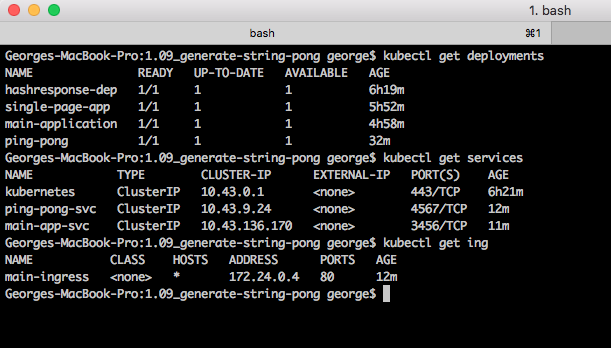 1. bash
bash ⌘1
Georges-MacBook-Pro:1.09_generate-string-pong george$ kubectl get deployments
NAME READY UP-TO-DATE AVAILABLE AGE
hashresponse-dep 1/1 1 1 6h19m
single-page-app 1/1 1 1 5h52m
main-application 1/1 1 1 4h58m
ping-pong 1/1 1 1 32m
Georges-MacBook-Pro:1.09_generate-string-pong george$ kubectl get services
NAME TYPE CLUSTER-IP EXTERNAL-IP PORT(S) AGE
kubernetes ClusterIP 10.43.0.1 <none> 443/TCP 6h21m
ping-pong-svc ClusterIP 10.43.9.24 <none> 4567/TCP 12m
main-app-svc ClusterIP 10.43.136.170 <none> 3456/TCP 11m
Georges-MacBook-Pro:1.09_generate-string-pong george$ kubectl get ing
NAME CLASS HOSTS ADDRESS PORTS AGE
main-ingress <none> * 172.24.0.4 80 12m
Georges-MacBook-Pro:1.09_generate-string-pong george$